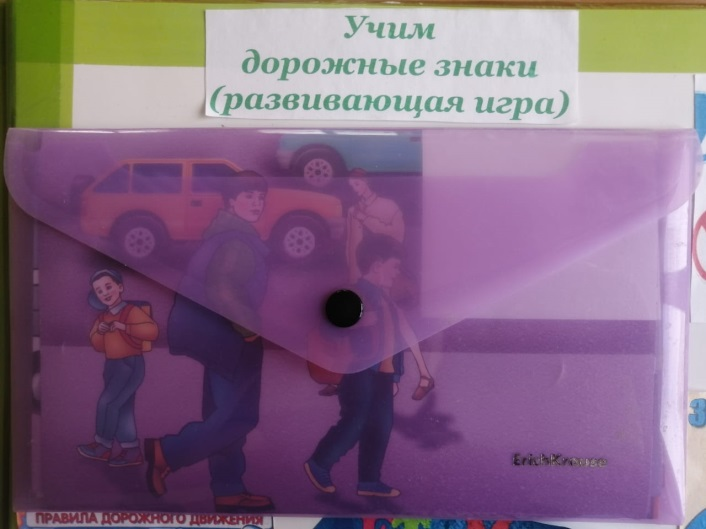 Учим
дорожные знаки
(развивающая игра)
ErichKrause
ПРАВИЛА ДОРОЖНОГО ДВИЖЕНИЯ
З